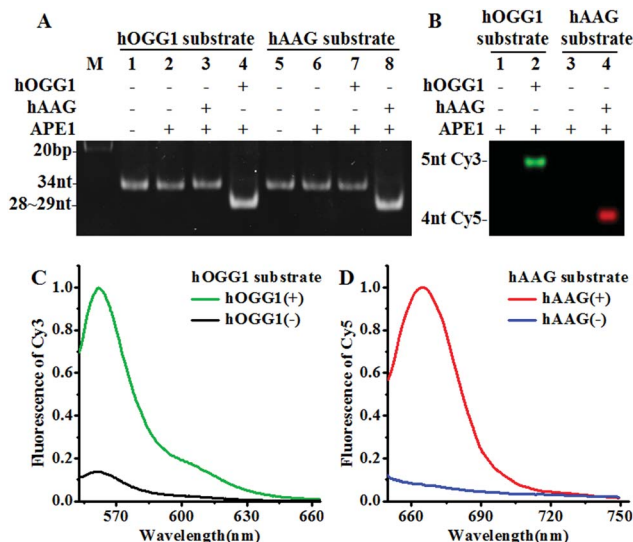 A
hOGG1 substrate hAAG substrate
M 1 2 3 4 5 6 7 8
hOGG1 - - - + - - + -
hAAG - - + - - - - +
APE1 - + + + - + + +
20bp
34nt
28~29nt
B
hOGG1 hAAG
substrate substrate
1 2 3 4
hOGG1 - + - -
hAAG - - - +
APE1 + + + +
5nt Cy3
4nt Cy5
C
hOGG1 substrate
hOGG1(+)
hOGG1(-)
Fluorescence of Cy3
1.0
0.8
0.6
0.4
0.2
0.0
570 600 630 660
Wavelength(nm)
D
hAAG substrate
hAAG(+)
hAAG(-)
Fluorescence of Cy5
1.0
0.8
0.6
0.4
0.2
0.0
660 690 720 750
Wavelength(nm)